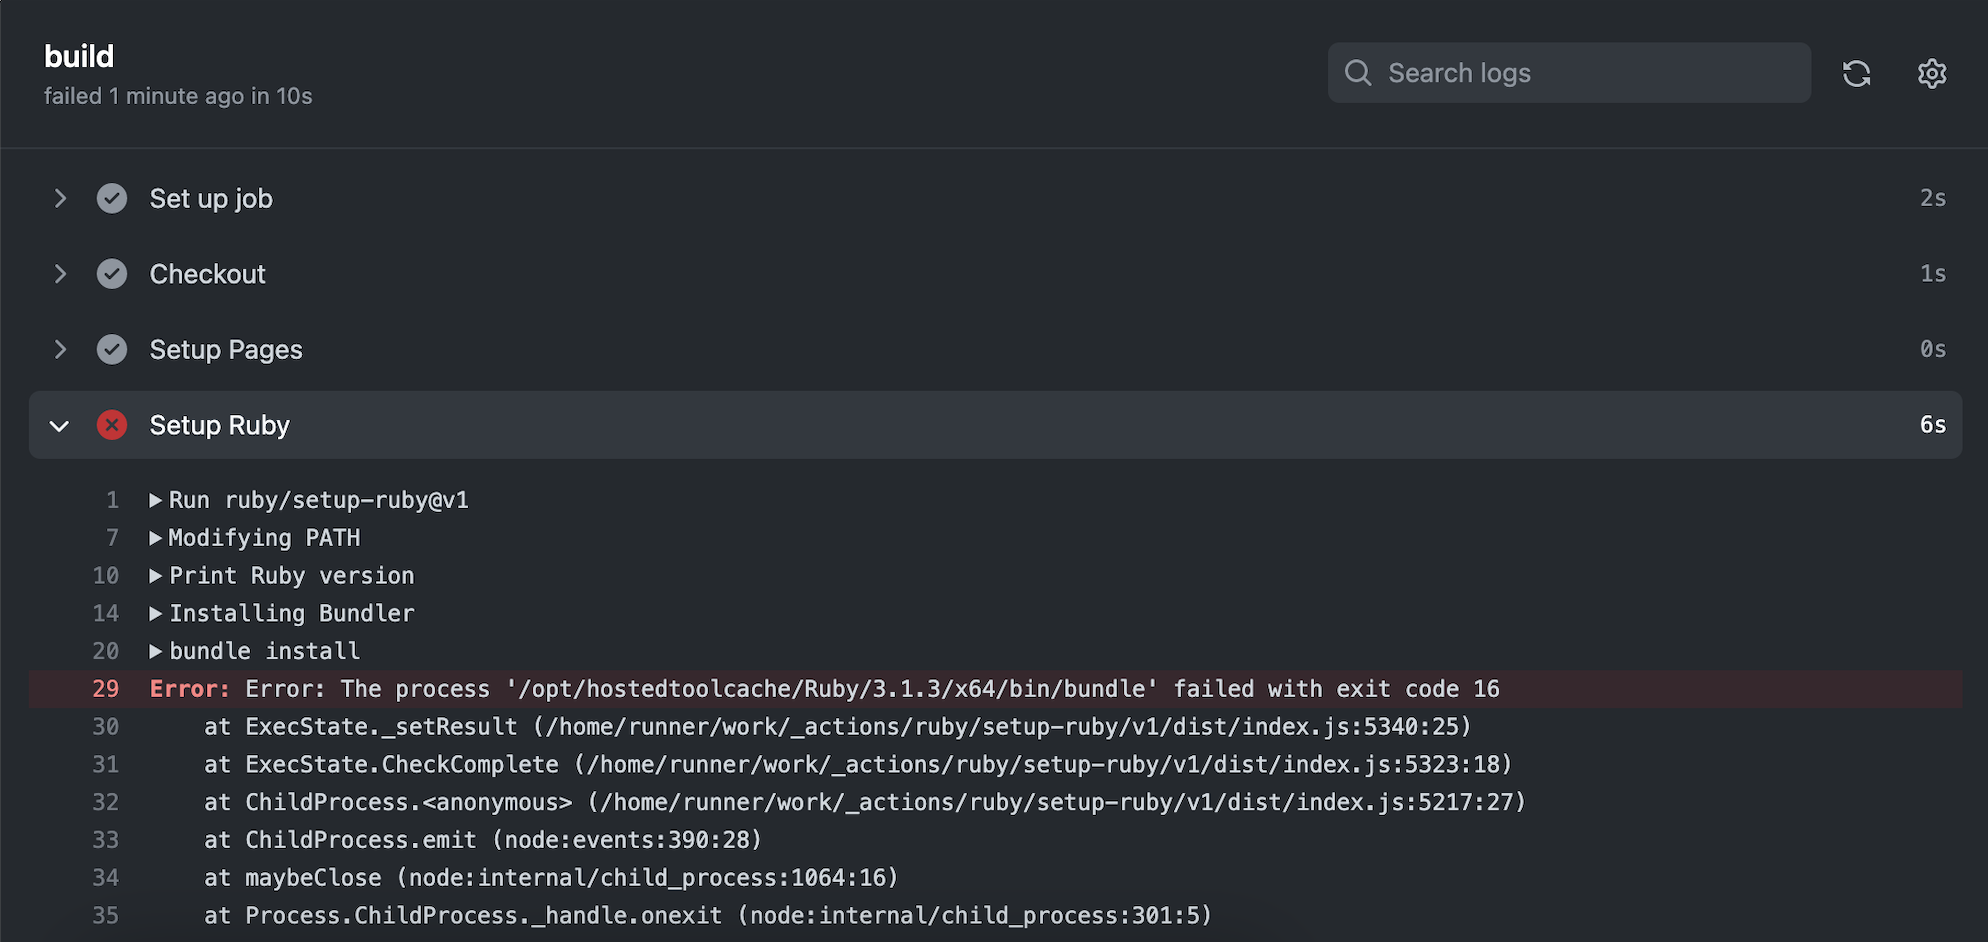 build
failed 1 minute ago in 10s
Search logs
Set up job 2s
Checkout 1s
Setup Pages 0s
Setup Ruby 6s
1 Run ruby/setup-ruby@v1
7 Modifying PATH
10 Print Ruby version
14 Installing Bundler
20 bundle install
29 Error: Error: The process '/opt/hostedtoolcache/Ruby/3.1.3/x64/bin/bundle' failed with exit code 16
30 at ExecState._setResult (/home/runner/work/_actions/ruby/setup-ruby/v1/dist/index.js:5340:25)
31 at ExecState.CheckComplete (/home/runner/work/_actions/ruby/setup-ruby/v1/dist/index.js:5323:18)
32 at ChildProcess.<anonymous> (/home/runner/work/_actions/ruby/setup-ruby/v1/dist/index.js:5217:27)
33 at ChildProcess.emit (node:events:390:28)
34 at maybeClose (node:internal/child_process:1064:16)
35 at Process.ChildProcess._handle.onexit (node:internal/child_process:301:5)